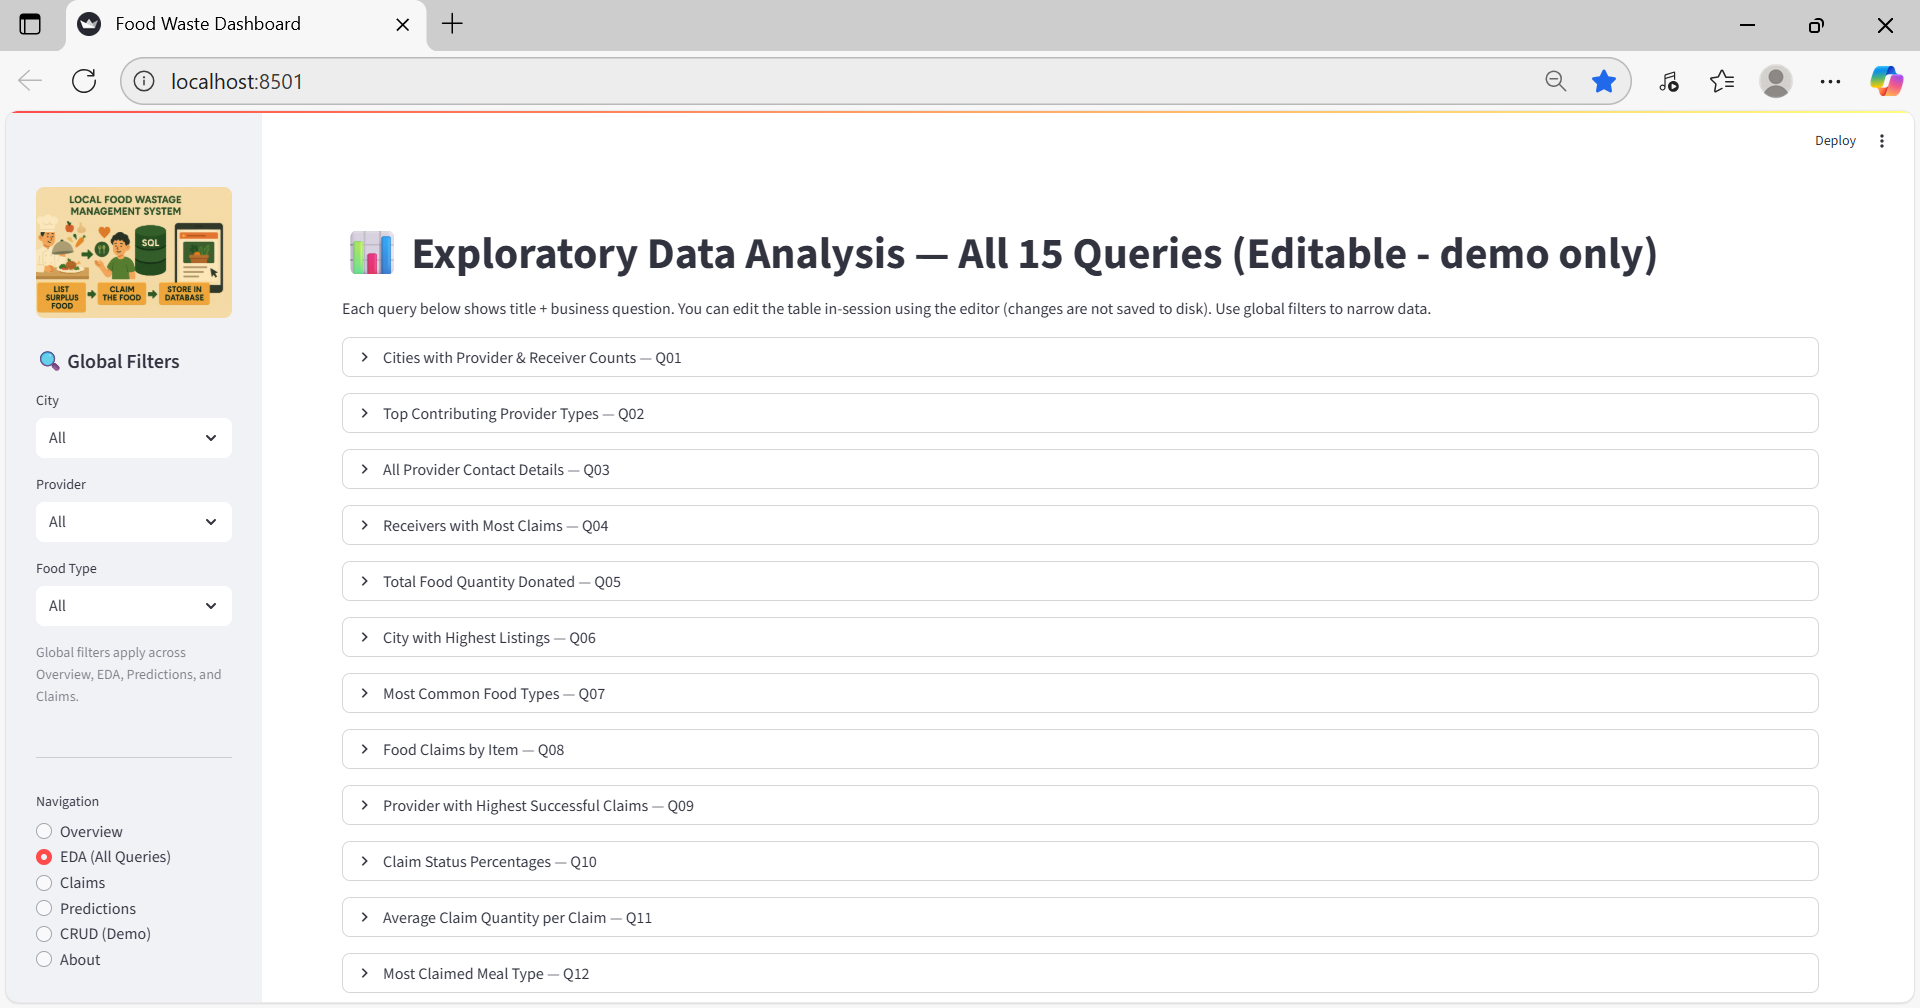 Food Waste Dashboard
localhost:8501
Deploy
LOCAL FOOD WASTAGE
MANAGEMENT SYSTEM
SQL
LIST
SURPLUS
FOOD
CLAIM
THE FOOD
STORE IN
DATABASE
Global Filters
City
All
Provider
All
Food Type
All
Global filters apply across
Overview, EDA, Predictions, and
Claims.
Navigation
Overview
EDA (All Queries)
Claims
Predictions
CRUD (Demo)
About
Exploratory Data Analysis — All 15 Queries (Editable - demo only)
Each query below shows title + business question. You can edit the table in-session using the editor (changes are not saved to disk). Use global filters to narrow data.
Cities with Provider & Receiver Counts — Q01
Top Contributing Provider Types — Q02
All Provider Contact Details — Q03
Receivers with Most Claims — Q04
Total Food Quantity Donated — Q05
City with Highest Listings — Q06
Most Common Food Types — Q07
Food Claims by Item — Q08
Provider with Highest Successful Claims — Q09
Claim Status Percentages — Q10
Average Claim Quantity per Claim — Q11
Most Claimed Meal Type — Q12